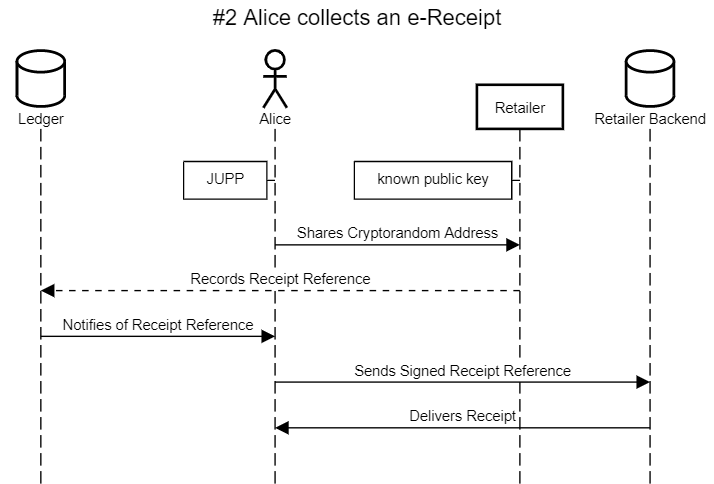 #2 Alice collects an e-Receipt
Ledger
Alice
Retailer
Retailer Backend
JUPP
known public key
Shares Cryptorandom Address
Records Receipt Reference
Notifies of Receipt Reference
Sends Signed Receipt Reference
Delivers Receipt